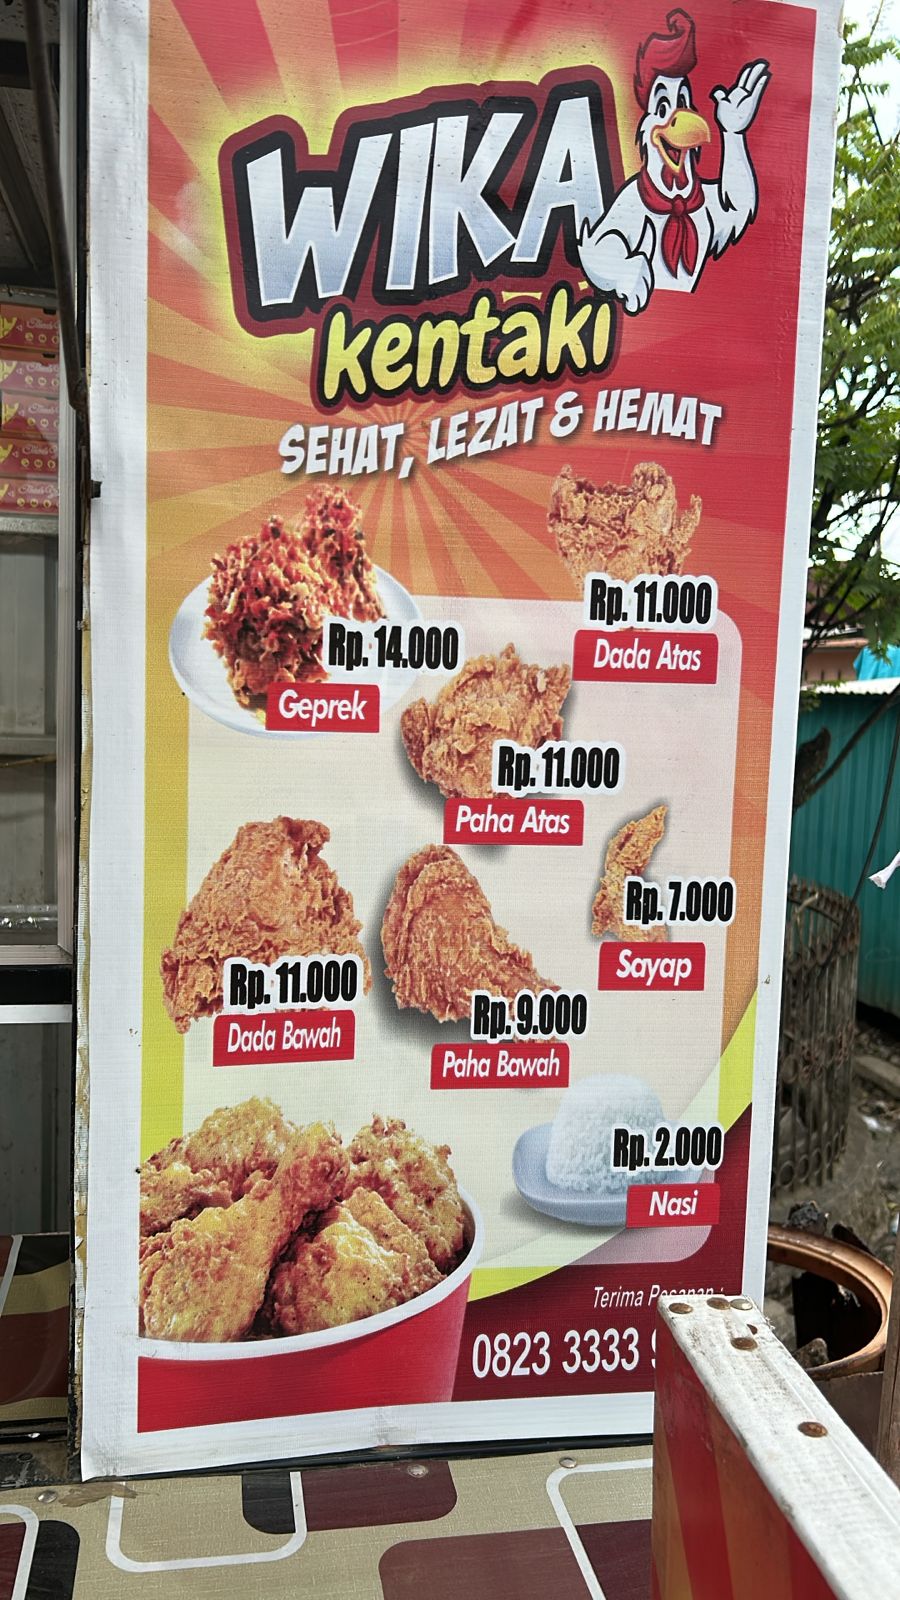 WIKA
kentaki
SEHAT, LEZAT & HEMAT
Rp. 11.000
Dada Atas
Rp. 14.000
Geprek
Rp. 11.000
Paha Atas
Rp. 7.000
Sayap
Rp. 11.000
Dada Bawah
Rp. 9.000
Paha Bawah
Rp. 2.000
Nasi
Terima Pesanan :
0823 3333